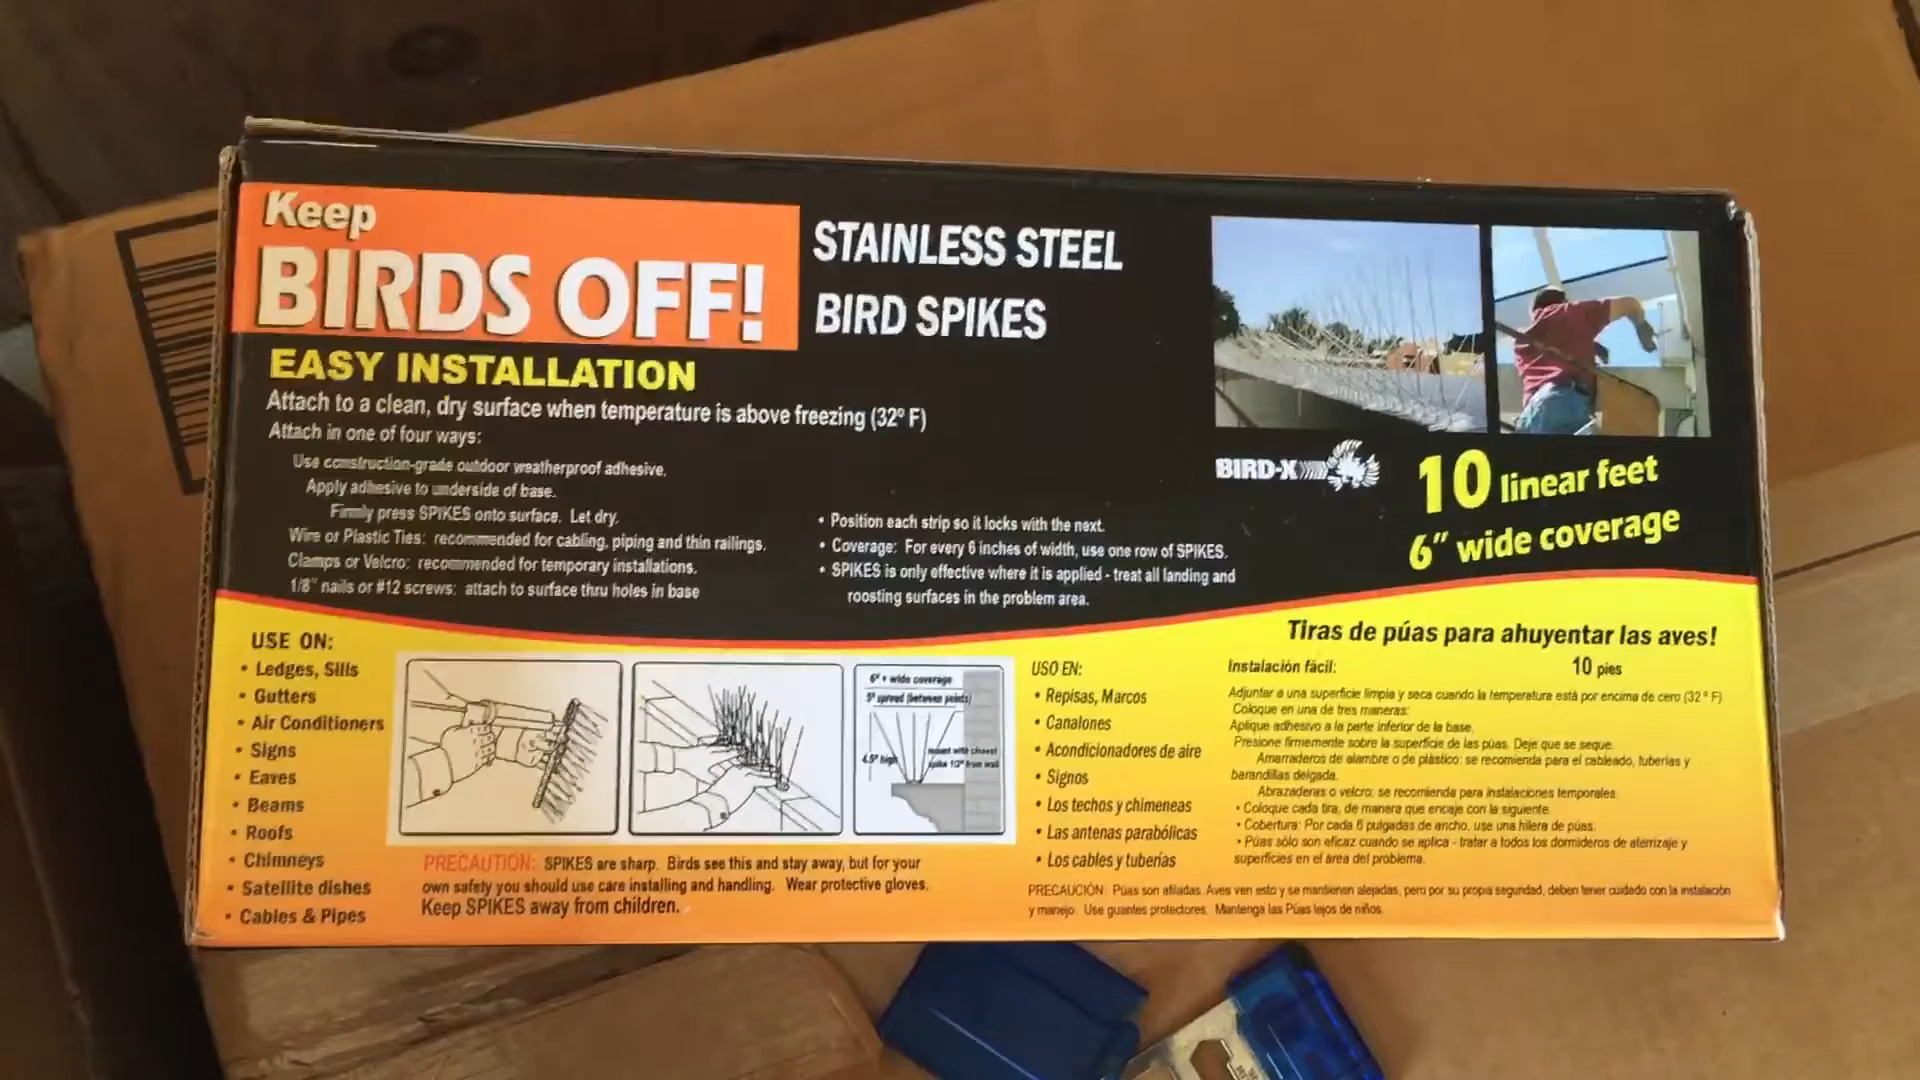 Keep
BIRDS OFF!
STAINLESS STEEL
BIRD SPIKES
EASY INSTALLATION
Attach to a clean, dry surface when temperature is above freezing (32º F)
Attach in one of four ways:
Use construction-grade outdoor weatherproof adhesive.
Apply adhesive to underside of base.
Firmly press SPIKES onto surface. Let dry.
Wire or Plastic Ties: recommended for cabling, piping and thin railings.
Clamps or Velcro: recommended for temporary installations.
1/8" nails or #12 screws: attach to surface thru holes in base
• Position each strip so it locks with the next.
• Coverage: For every 6 inches of width, use one row of SPIKES.
• SPIKES is only effective where it is applied - treat all landing and
roosting surfaces in the problem area.
BIRD-X
10 linear feet
6" wide coverage
USE ON:
• Ledges, Sills
• Gutters
• Air Conditioners
• Signs
• Eaves
• Beams
• Roofs
• Chimneys
• Satellite dishes
• Cables & Pipes
6" + wide coverage
5" spread (between points)
4.5" high
mount with closest
spike 1/2" from wall
PRECAUTION: SPIKES are sharp. Birds see this and stay away, but for your
own safety you should use care installing and handling. Wear protective gloves.
Keep SPIKES away from children.
USO EN:
• Repisas, Marcos
• Canalones
• Acondicionadores de aire
• Signos
• Los techos y chimeneas
• Las antenas parabólicas
• Los cables y tuberías
Tiras de púas para ahuyentar las aves!
Instalación fácil:
10 pies
Adjuntar a una superficie limpia y seca cuando la temperatura está por encima de cero (32 º F)
Coloque en una de tres maneras:
Aplique adhesivo a la parte inferior de la base.
Presione firmemente sobre la superficie de las púas. Deje que se seque.
Amarraderos de alambre o de plástico: se recomienda para el cableado, tuberías y
barandillas delgada.
Abrazaderas o velcro: se recomienda para instalaciones temporales.
• Coloque cada tira, de manera que encaje con la siguiente.
• Cobertura: Por cada 6 pulgadas de ancho, use una hilera de púas.
• Púas sólo son eficaz cuando se aplica - tratar a todos los dormideros de aterrizaje y
superficies en el área del problema.
PRECAUCIÓN: Púas son afiladas. Aves ven esto y se mantienen alejadas, pero por su propia seguridad, deben tener cuidado con la instalación
y manejo. Use guantes protectores. Mantenga las Púas lejos de niños.